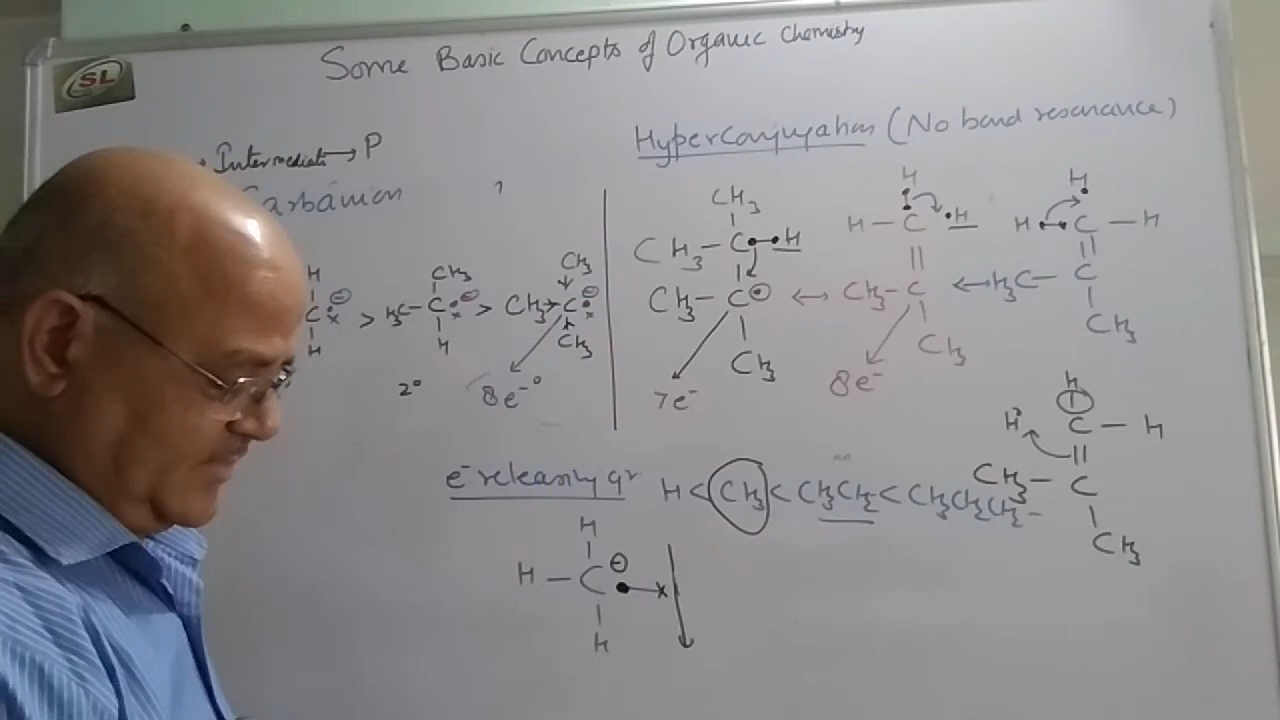 Some Basic Concepts of Organic Chemistry
SL
Hyperconjugation (No bond resonance)
Intermediate → P
Carbanion
H
H
CH3
CH3
C ⊖ > H3C – C ⊖ > CH3 → C ⊖
H
H
CH3
2°
8e-
CH3
H
H
CH3 – C – H
H – C H
H C – H
CH3 – C ↔ CH3 – C ↔ H3C – C
CH3
CH3
CH3
7e-
8e-
H
H C – H
CH3 – C
CH3
e- releasing gr H < CH3 < CH3CH2 < CH3CH2CH2 –
H
H – C ⊖ x
H